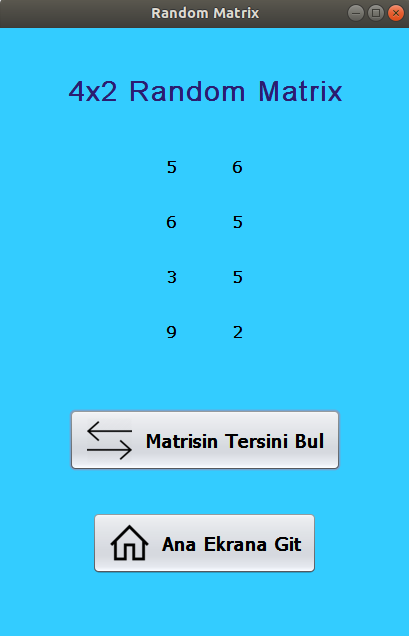 Random Matrix
4x2 Random Matrix
5 6
6 5
3 5
9 2
Matrisin Tersini Bul
Ana Ekrana Git